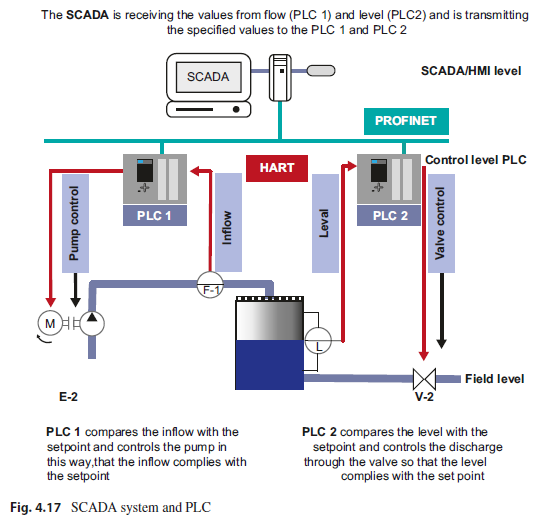 The SCADA is receiving the values from flow (PLC 1) and level (PLC2) and is transmitting
the specified values to the PLC 1 and PLC 2
SCADA
SCADA/HMI level
PROFINET
HART
Control level PLC
PLC 1
PLC 2
Pump control
Inflow
Leval
Valve control
F-1
M
L
Field level
E-2
V-2
PLC 1 compares the inflow with the
setpoint and controls the pump in
this way,that the inflow complies with
the setpoint
PLC 2 compares the level with the
setpoint and controls the discharge
through the valve so that the level
complies with the set point
Fig. 4.17 SCADA system and PLC